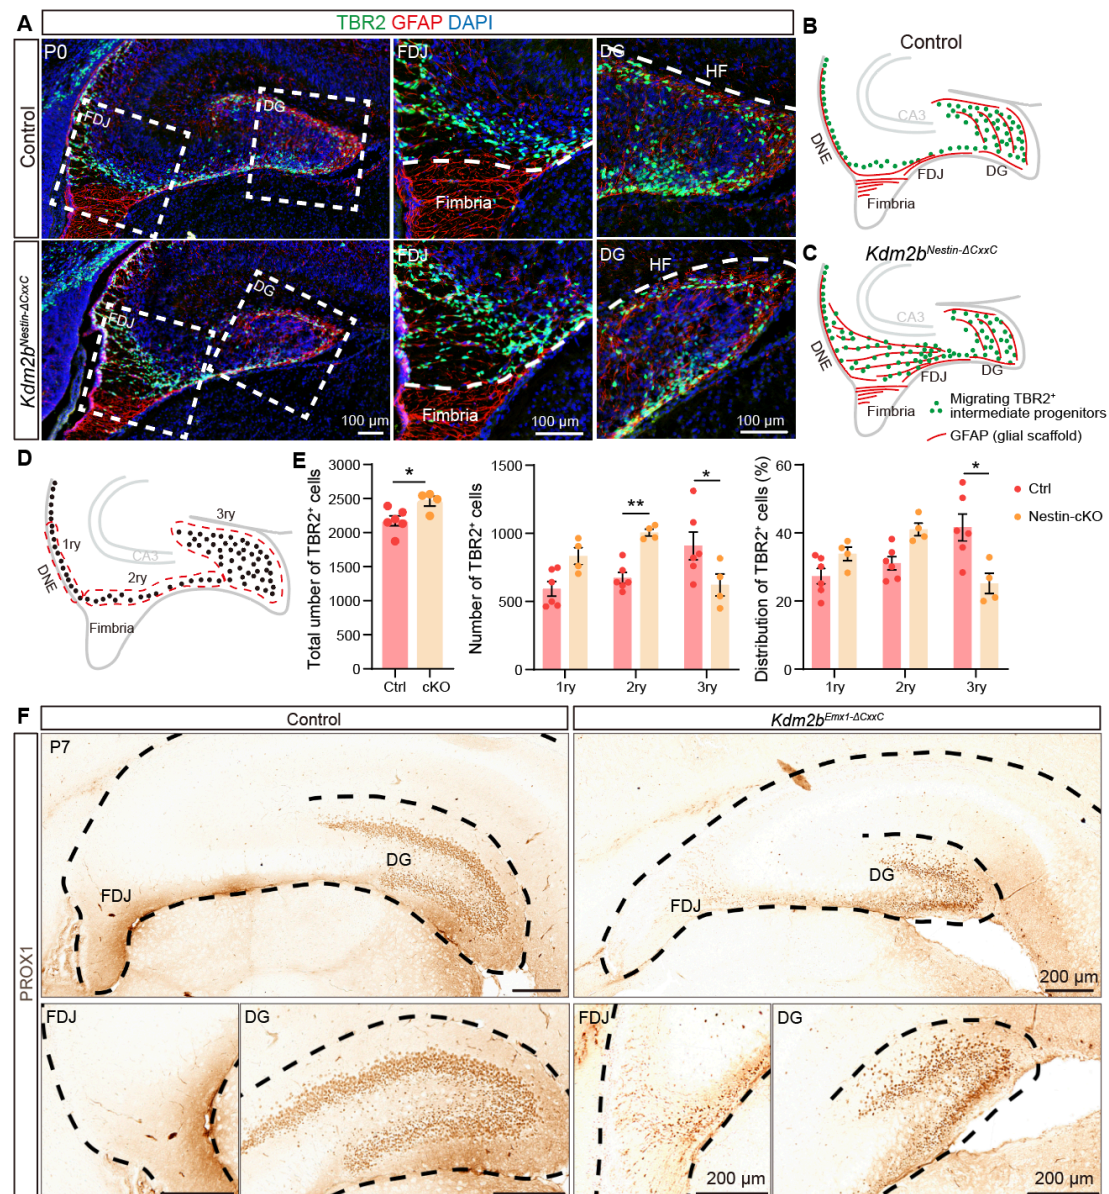 A
TBR2 GFAP DAPI
Control
P0
FDJ
DG
FDJ
Fimbria
DG
HF
Kdm2bNestin-ΔCxxC
FDJ
DG
100 µm
FDJ
Fimbria
100 µm
DG
HF
100 µm
B
Control
CA3
DNE
FDJ
DG
Fimbria
C
Kdm2bNestin-ΔCxxC
CA3
DNE
FDJ
DG
Fimbria
Migrating TBR2+
intermediate progenitors
GFAP (glial scaffold)
D
3ry
1ry
CA3
2ry
DNE
Fimbria
E
Total umber of TBR2+ cells
3000
2500
2000
1500
1000
500
0
*
Ctrl cKO
Number of TBR2+ cells
1500
1000
500
0
**
*
1ry 2ry 3ry
Distribution of TBR2+ cells (%)
60
40
20
0
*
1ry 2ry 3ry
Ctrl
Nestin-cKO
F
Control
Kdm2bEmx1-ΔCxxC
PROX1
P7
DG
FDJ
DG
FDJ
200 µm
FDJ
DG
FDJ
200 µm
DG
200 µm